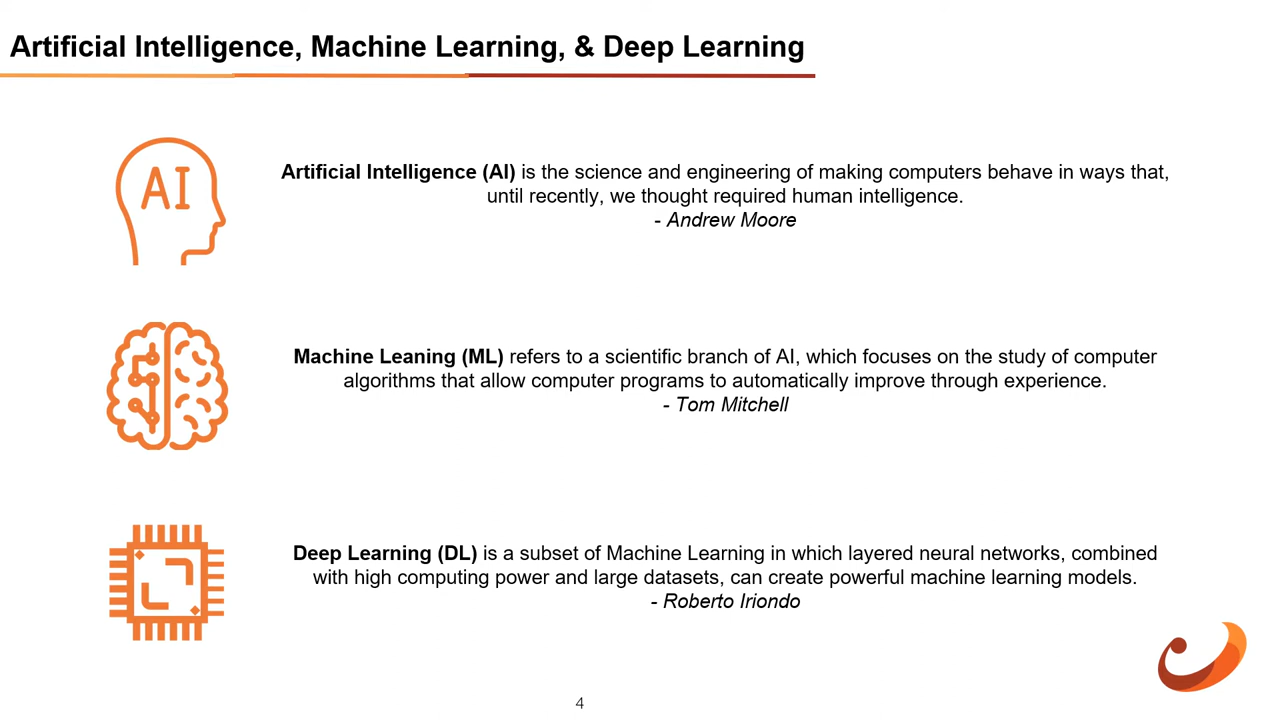 Artificial Intelligence, Machine Learning, & Deep Learning
AI
Artificial Intelligence (AI) is the science and engineering of making computers behave in ways that,
until recently, we thought required human intelligence.
- Andrew Moore
Machine Leaning (ML) refers to a scientific branch of AI, which focuses on the study of computer
algorithms that allow computer programs to automatically improve through experience.
- Tom Mitchell
Deep Learning (DL) is a subset of Machine Learning in which layered neural networks, combined
with high computing power and large datasets, can create powerful machine learning models.
- Roberto Iriondo
4